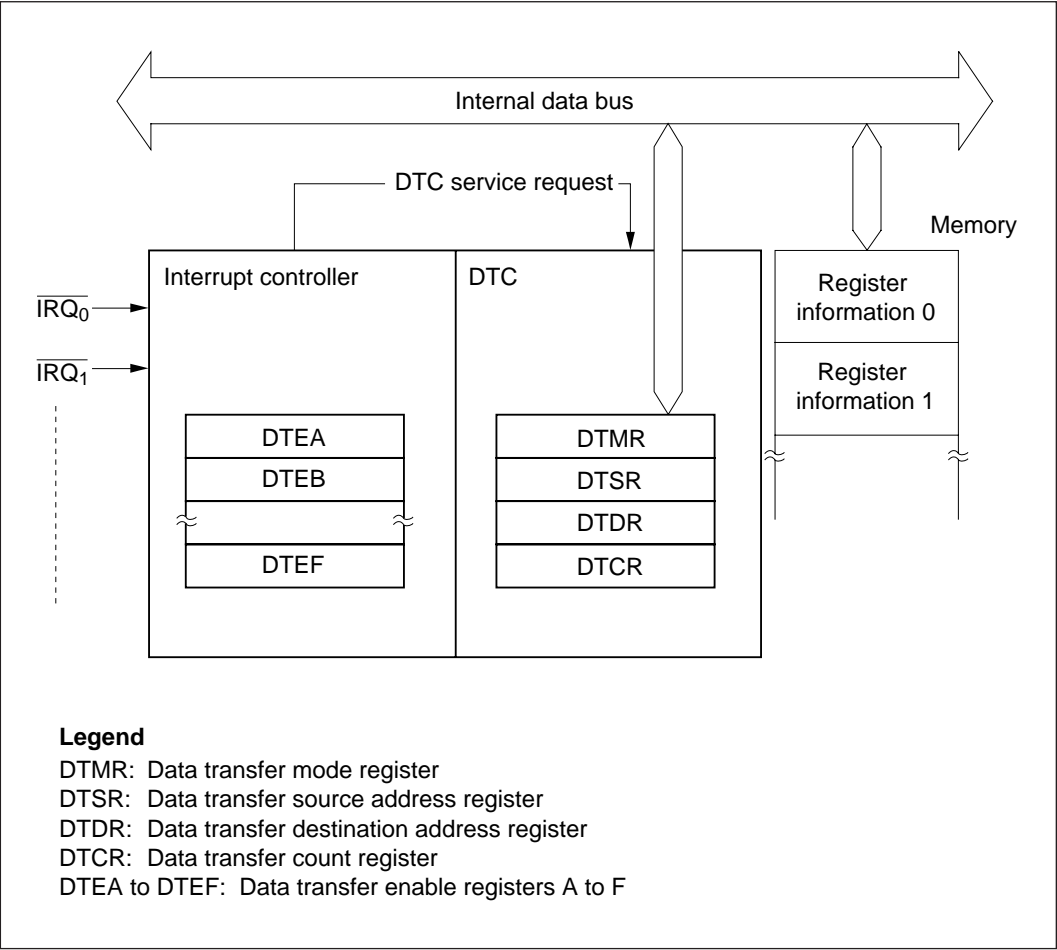 Internal data bus
DTC service request
Memory
Interrupt controller
DTC
Register
information 0
IRQ0
IRQ1
Register
information 1
DTEA
DTEB
DTEF
DTMR
DTSR
DTDR
DTCR
Legend
DTMR: Data transfer mode register
DTSR: Data transfer source address register
DTDR: Data transfer destination address register
DTCR: Data transfer count register
DTEA to DTEF: Data transfer enable registers A to F